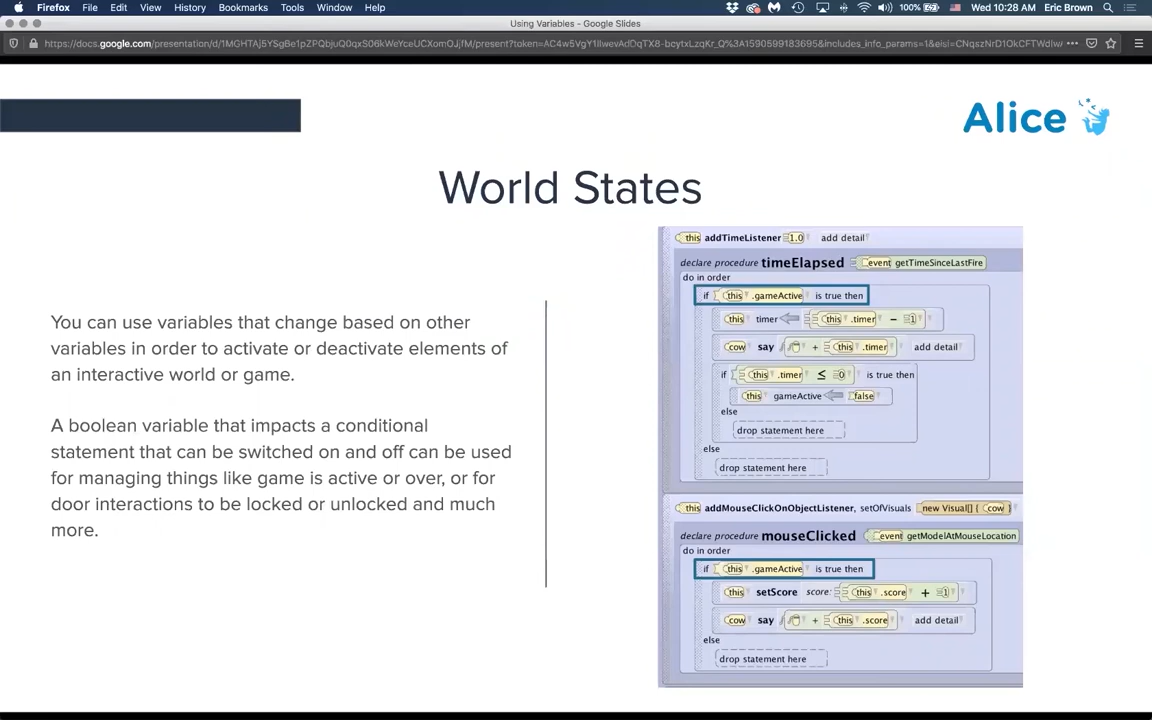 Firefox File Edit View History Bookmarks Tools Window Help 100% Wed 10:28 AM Eric Brown
Using Variables - Google Slides
Alice
World States
You can use variables that change based on other
variables in order to activate or deactivate elements of
an interactive world or game.
A boolean variable that impacts a conditional
statement that can be switched on and off can be used
for managing things like game is active or over, or for
door interactions to be locked or unlocked and much
more.
this addTimeListener 1.0 add detail
declare procedure timeElapsed event getTimeSinceLastFire
do in order
if this .gameActive is true then
this timer this .timer - 1
cow say + this .timer add detail
if this .timer ≤ 0 is true then
this gameActive false
else
drop statement here
else
drop statement here
this addMouseClickOnObjectListener, setOfVisuals new Visual[] { cow }
declare procedure mouseClicked event getModelAtMouseLocation
do in order
if this .gameActive is true then
this setScore score: this .score + 1
cow say + this .score add detail
else
drop statement here